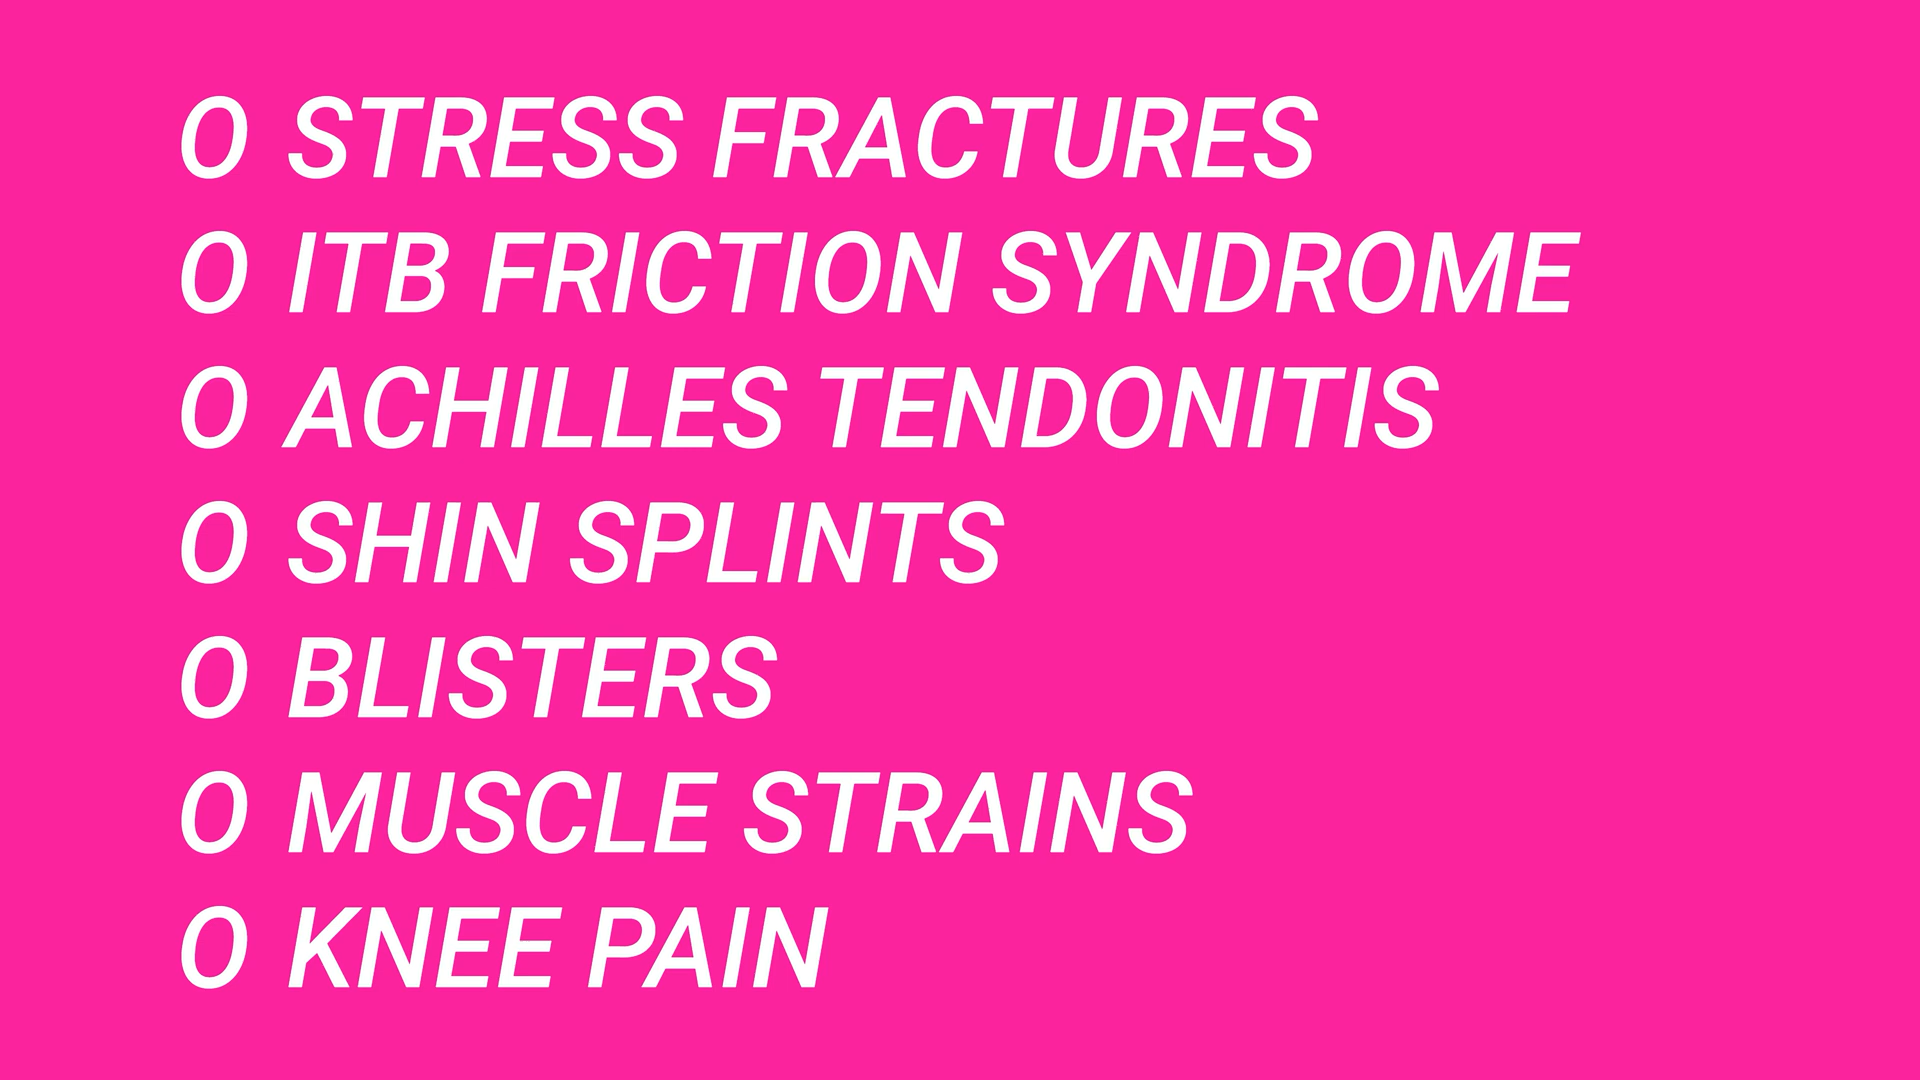 O STRESS FRACTURES
O ITB FRICTION SYNDROME
O ACHILLES TENDONITIS
O SHIN SPLINTS
O BLISTERS
O MUSCLE STRAINS
O KNEE PAIN